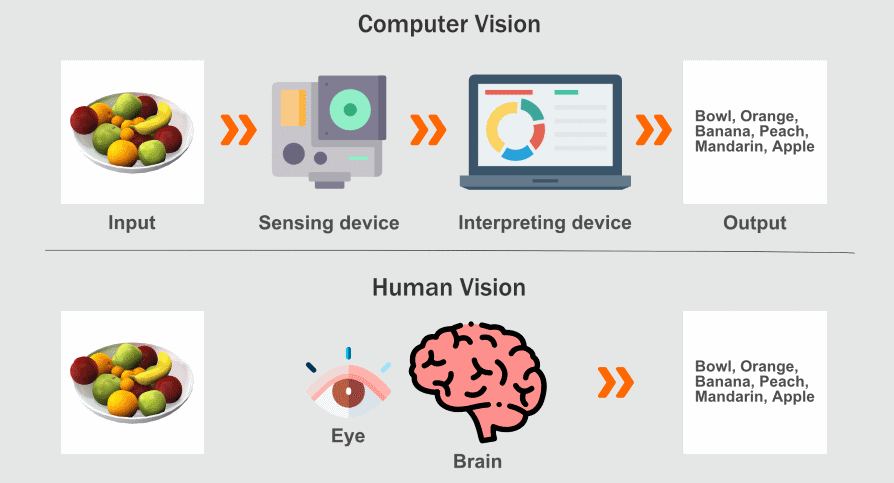 Computer Vision
Bowl, Orange,
Banana, Peach,
Mandarin, Apple
Input
Sensing device
Interpreting device
Output
Human Vision
Bowl, Orange,
Banana, Peach,
Mandarin, Apple
Eye
Brain